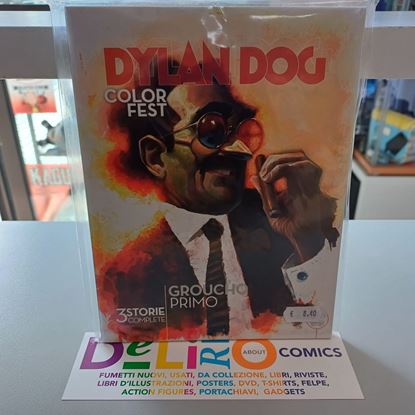 DYLAN DOG
COLOR
FEST
GROUCHO
PRIMO
3 STORIE
COMPLETE
€ 8,40
DeLiRiO
ABOUT
COMICS
FUMETTI NUOVI, USATI, DA COLLEZIONE, LIBRI, RIVISTE,
LIBRI D'ILLUSTRAZIONI, POSTERS, DVD, T-SHIRTS, FELPE,
ACTION FIGURES, PORTACHIAVI, GADGETS